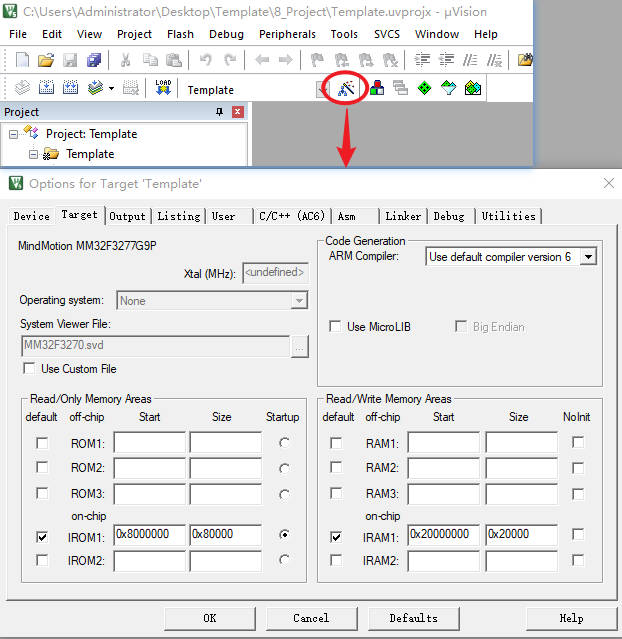 C:\Users\Administrator\Desktop\Template\8_Project\Template.uvprojx - µVision
File Edit View Project Flash Debug Peripherals Tools SVCS Window Help
LOAD Template
Project
Project: Template
Template
Options for Target 'Template'
Device Target Output Listing User C/C++ (AC6) Asm Linker Debug Utilities
MindMotion MM32F3277G9P
Xtal (MHz): <undefined>
Operating system: None
System Viewer File:
MM32F3270.svd ...
Use Custom File
Code Generation
ARM Compiler: Use default compiler version 6
Use MicroLIB Big Endian
Read/Only Memory Areas
default off-chip Start Size Startup
ROM1:
ROM2:
ROM3:
on-chip
IROM1: 0x8000000 0x80000
IROM2:
Read/Write Memory Areas
default off-chip Start Size NoInit
RAM1:
RAM2:
RAM3:
on-chip
IRAM1: 0x20000000 0x20000
IRAM2:
OK Cancel Defaults Help